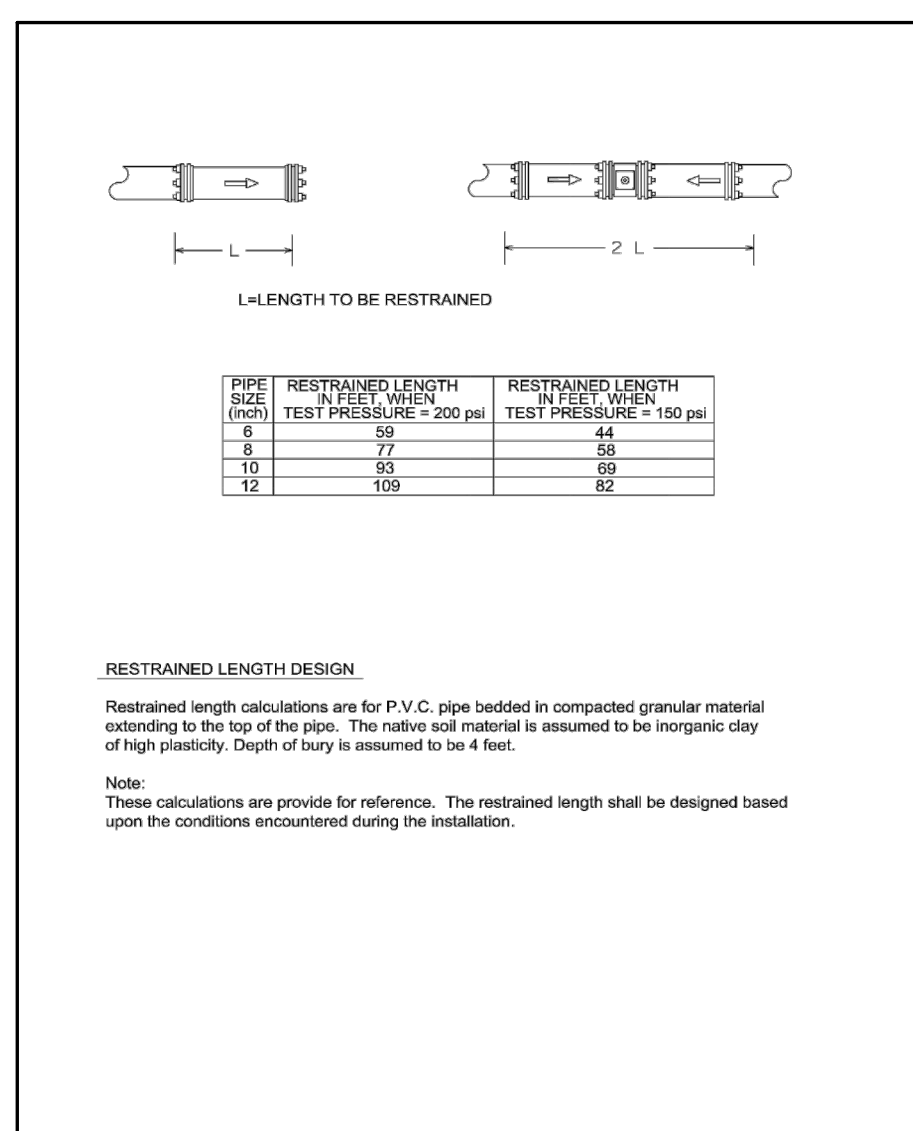 L
2 L
L=LENGTH TO BE RESTRAINED
PIPE SIZE (inch) RESTRAINED LENGTH IN FEET, WHEN TEST PRESSURE = 200 psi RESTRAINED LENGTH IN FEET, WHEN TEST PRESSURE = 150 psi
6 59 44
8 77 58
10 93 69
12 109 82
RESTRAINED LENGTH DESIGN
Restrained length calculations are for P.V.C. pipe bedded in compacted granular material
extending to the top of the pipe. The native soil material is assumed to be inorganic clay
of high plasticity. Depth of bury is assumed to be 4 feet.
Note:
These calculations are provide for reference. The restrained length shall be designed based
upon the conditions encountered during the installation.